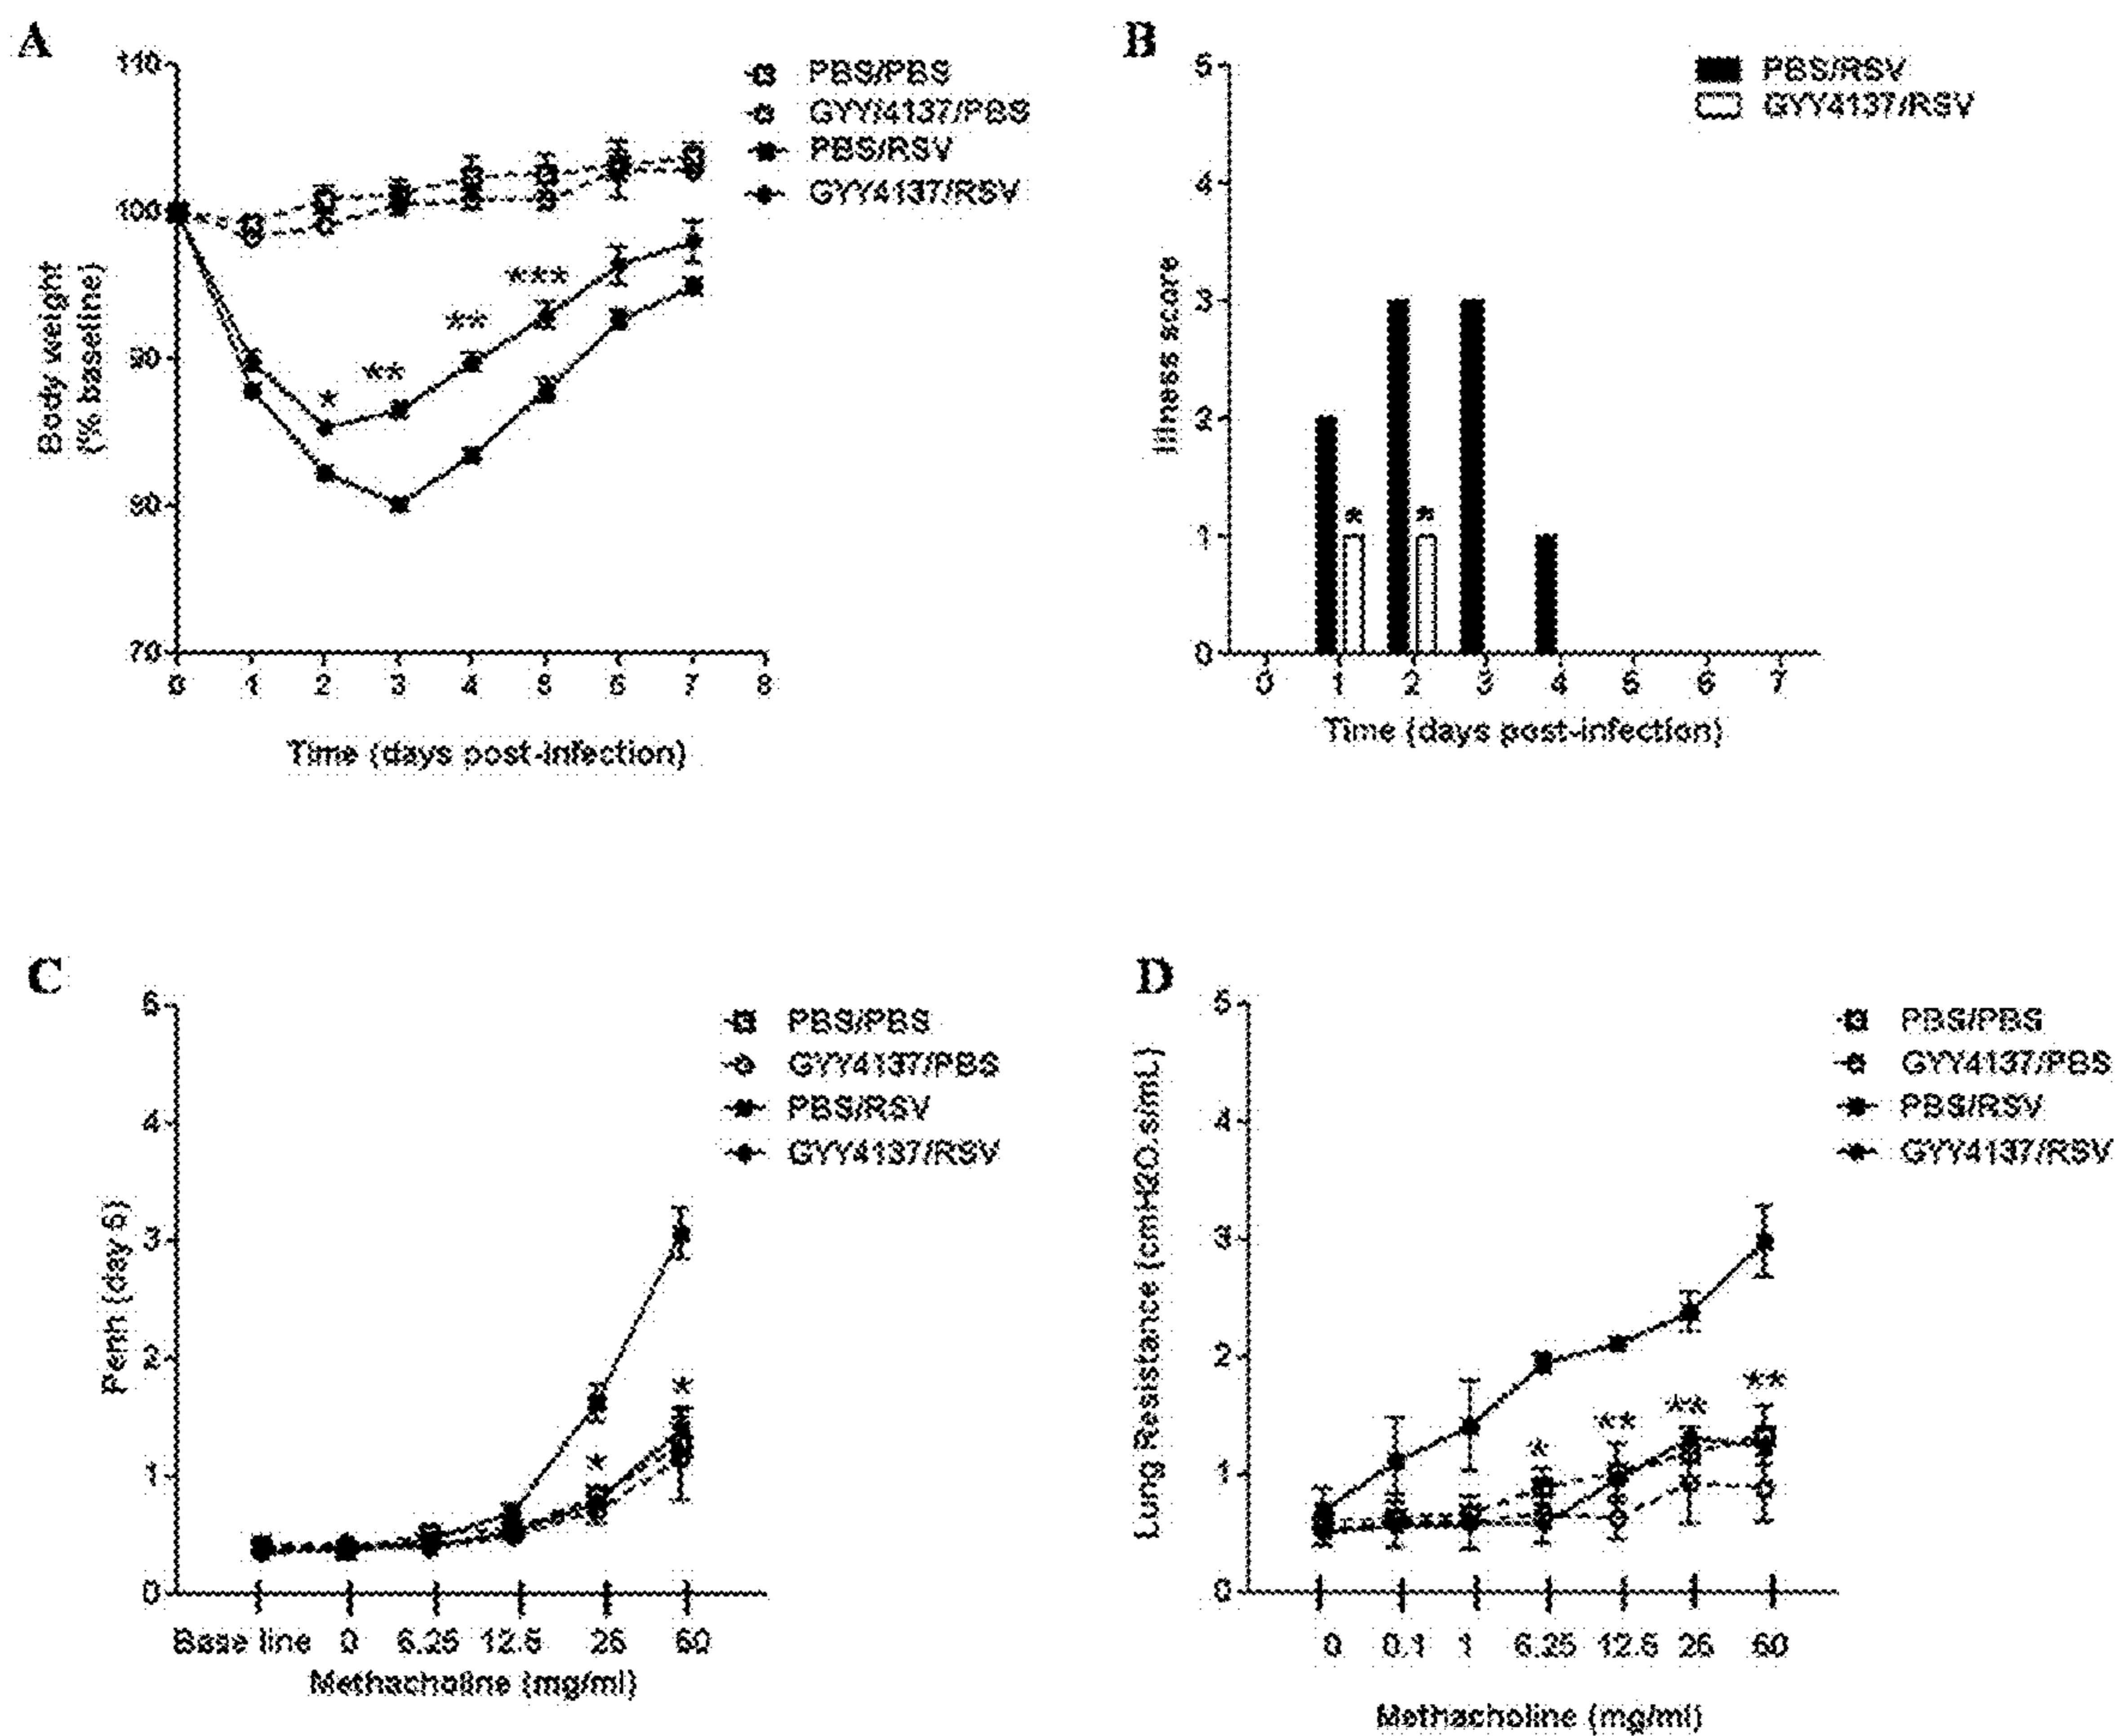 A
110
100
90
80
70
Body weight
(% baseline)
PBS/PBS
GYY4137/PBS
PBS/RSV
GYY4137/RSV
*
**
**
***
0 1 2 3 4 5 6 7 8
Time (days post-infection)
B
5
4
3
2
1
0
Illness score
PBS/RSV
GYY4137/RSV
*
*
0 1 2 3 4 5 6 7
Time (days post-infection)
C
5
4
3
2
1
0
PBS/PBS
GYY4137/PBS
PBS/RSV
GYY4137/RSV
*
*
Penh (day 5)
Base line 0 6.25 12.5 25 50
Methacholine (mg/ml)
D
5
4
3
2
1
0
Lung Resistance (cmH2O.s/mL)
PBS/PBS
GYY4137/PBS
PBS/RSV
GYY4137/RSV
*
**
**
**
0 0.1 1 6.25 12.5 25 50
Methacholine (mg/ml)